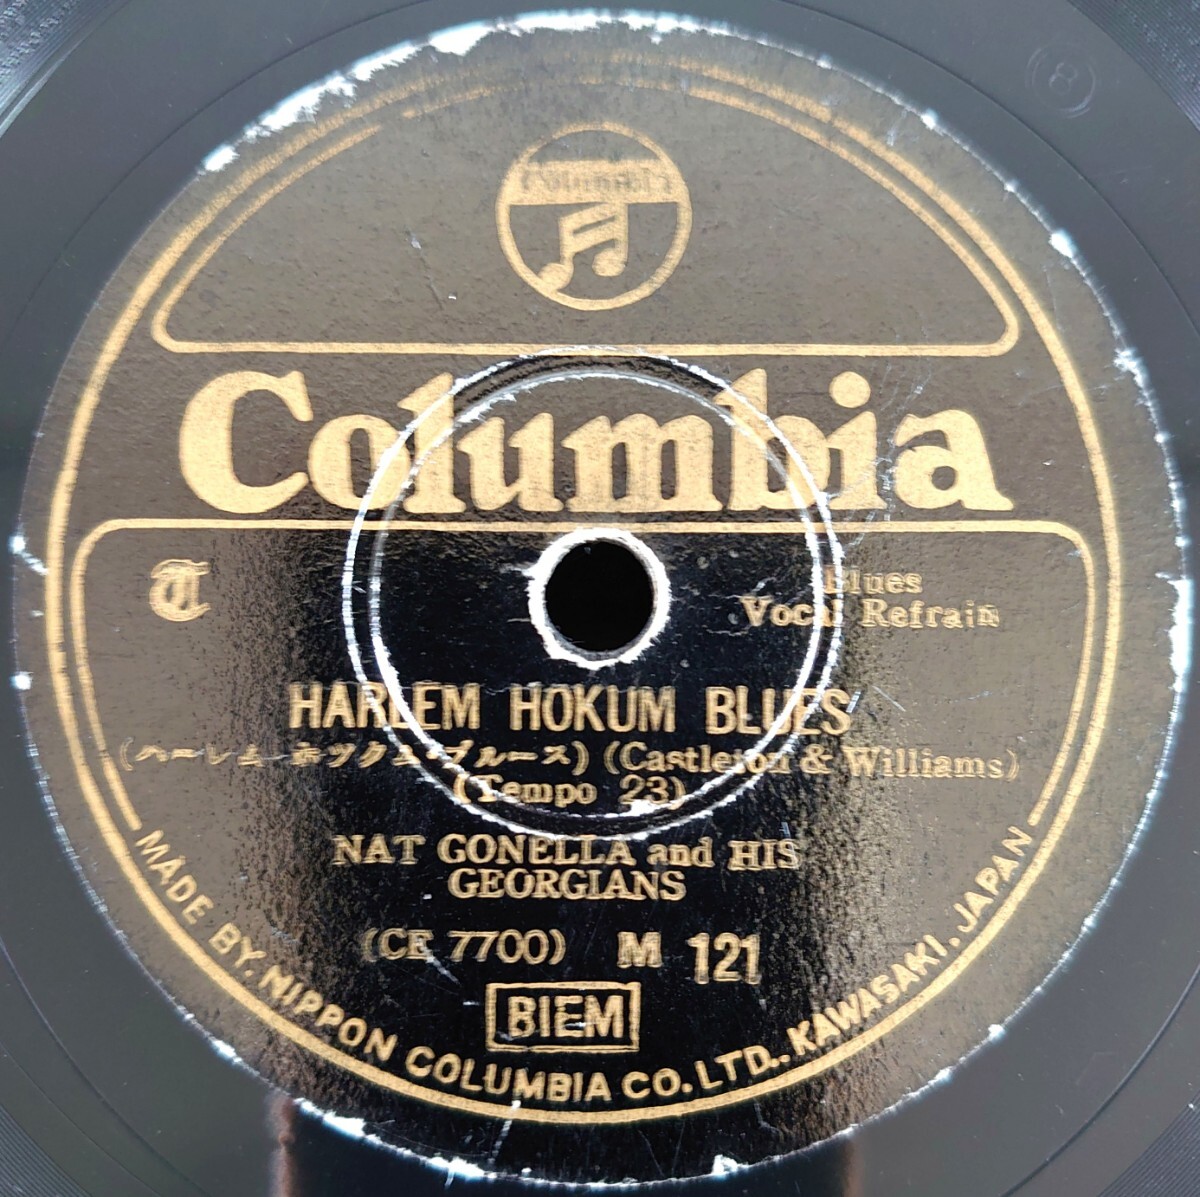 Columbia
Columbia
T
Blues
Vocal Refrain
HARLEM HOKUM BLUES
(ハーレム・ホックム・ブルース) (Castleton & Williams)
(Tempo 23)
NAT GONELLA and HIS
GEORGIANS
(CE 7700) M 121
BIEM
MADE BY. NIPPON COLUMBIA CO. LTD., KAWASAKI. JAPAN
8